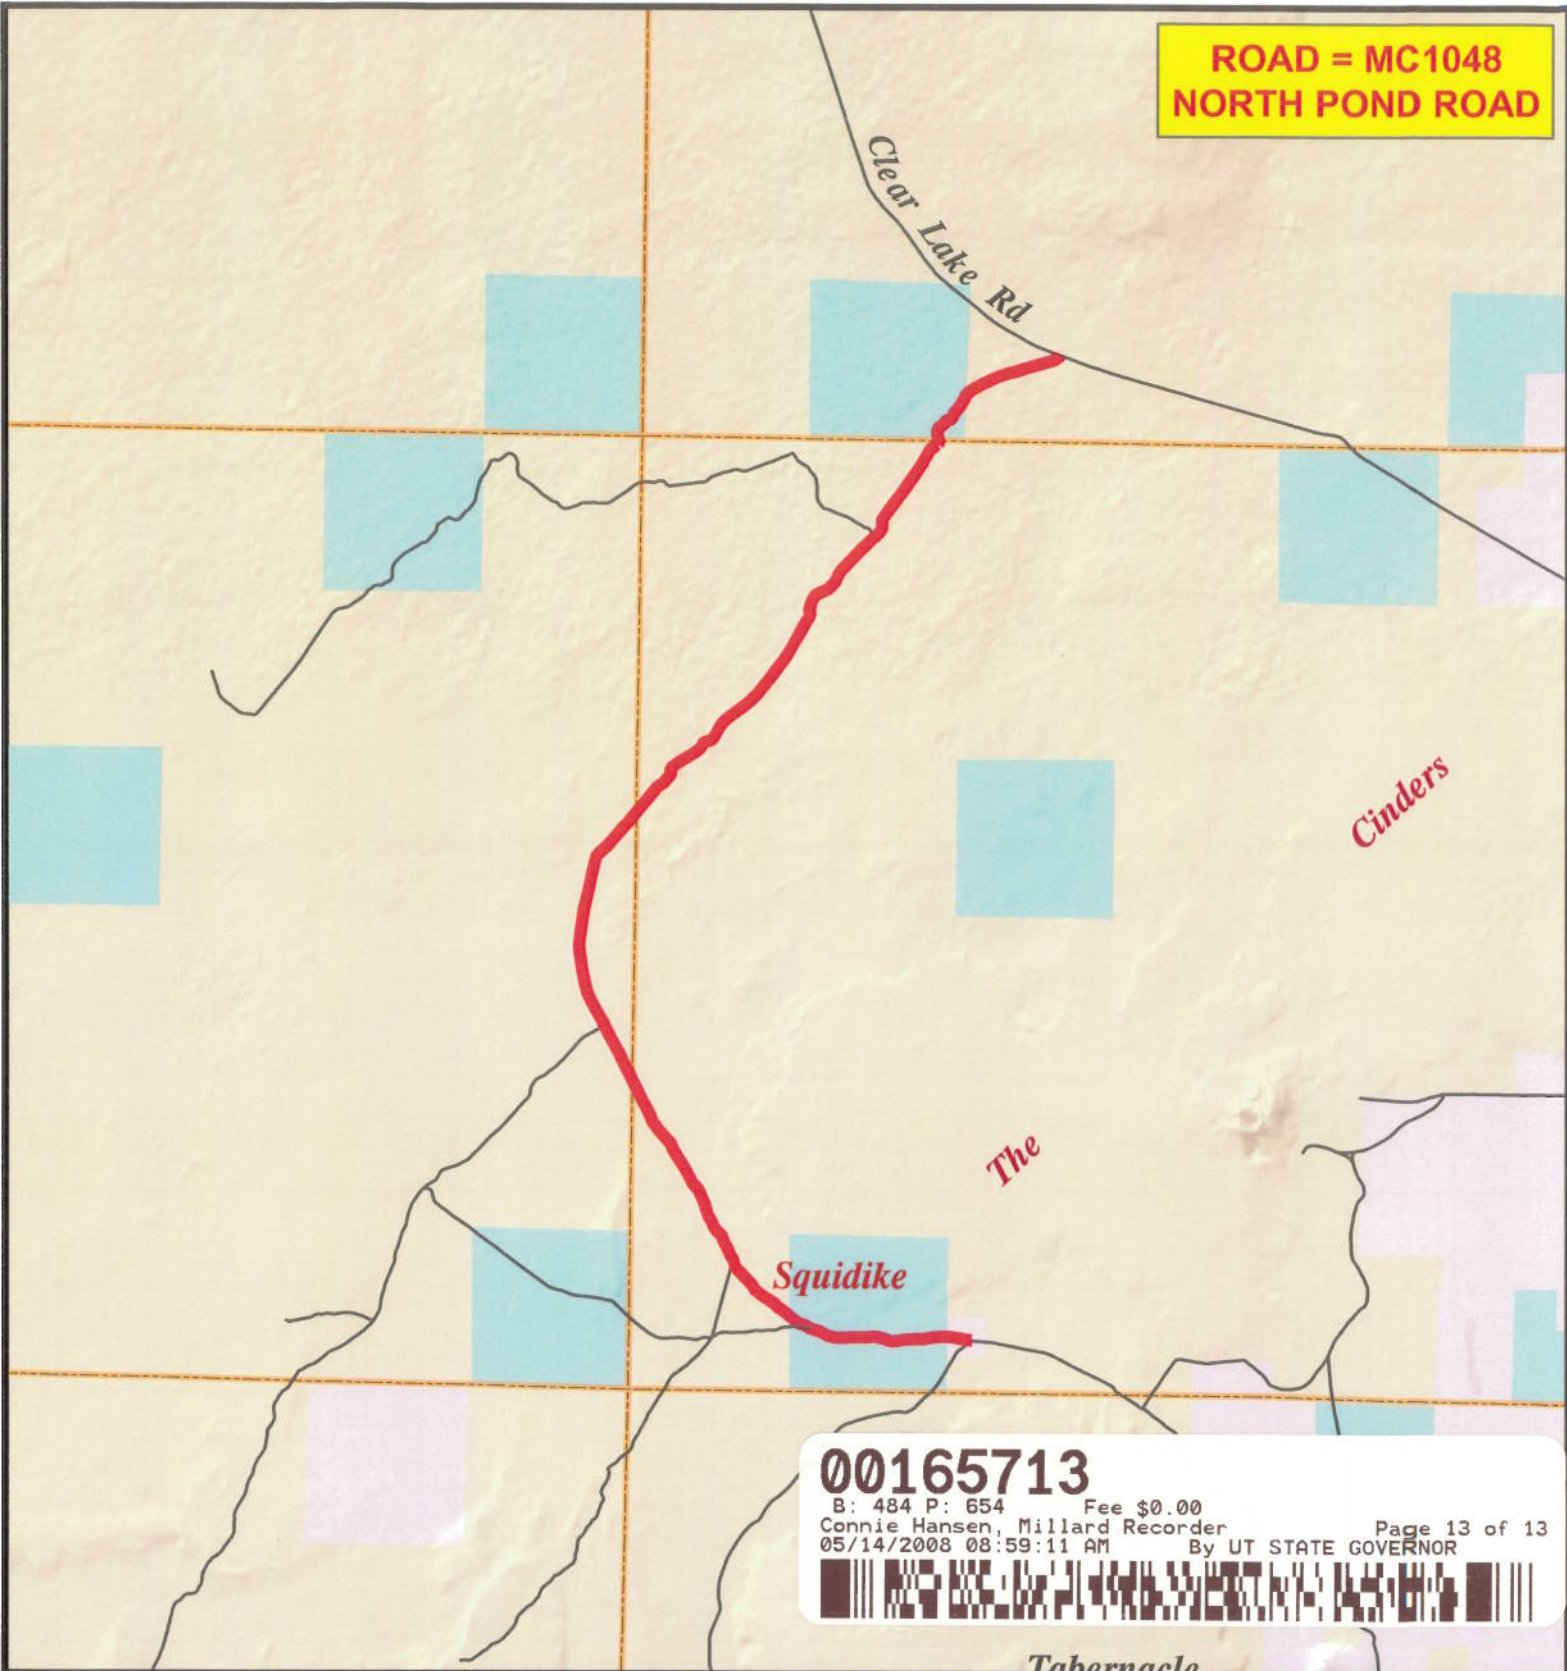 ROAD = MC1048
NORTH POND ROAD
Clear Lake Rd
Cinders
The
Squidike
00165713
B: 484 P: 654 Fee $0.00
Connie Hansen, Millard Recorder Page 13 of 13
05/14/2008 08:59:11 AM By UT STATE GOVERNOR
Tabernacle